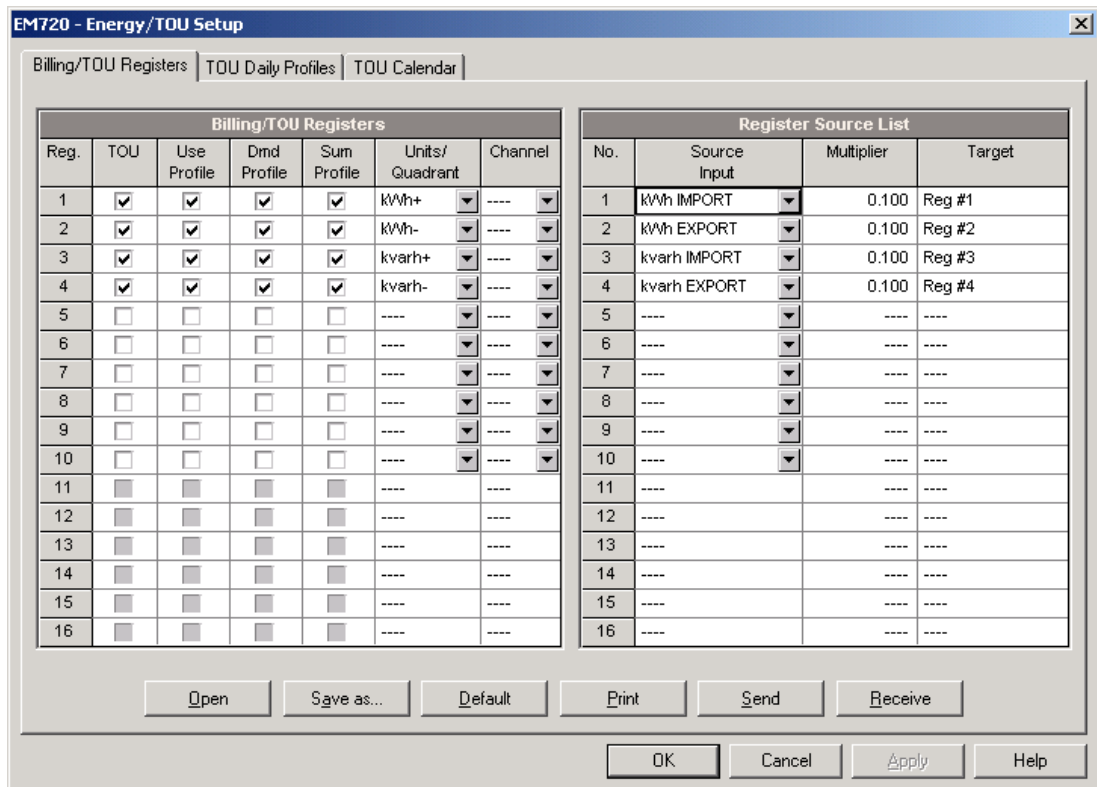 EM720 - Energy/TOU Setup
Billing/TOU Registers TOU Daily Profiles TOU Calendar
Billing/TOU Registers
Reg. TOU Use Profile Dmd Profile Sum Profile Units/ Quadrant Channel
1 kWh+ ----
2 kWh- ----
3 kvarh+ ----
4 kvarh- ----
5 ---- ----
6 ---- ----
7 ---- ----
8 ---- ----
9 ---- ----
10 ---- ----
11 ---- ----
12 ---- ----
13 ---- ----
14 ---- ----
15 ---- ----
16 ---- ----
Register Source List
No. Source Input Multiplier Target
1 kWh IMPORT 0.100 Reg #1
2 kWh EXPORT 0.100 Reg #2
3 kvarh IMPORT 0.100 Reg #3
4 kvarh EXPORT 0.100 Reg #4
5 ---- ---- ----
6 ---- ---- ----
7 ---- ---- ----
8 ---- ---- ----
9 ---- ---- ----
10 ---- ---- ----
11 ---- ---- ----
12 ---- ---- ----
13 ---- ---- ----
14 ---- ---- ----
15 ---- ---- ----
16 ---- ---- ----
Open Save as... Default Print Send Receive
OK Cancel Apply Help